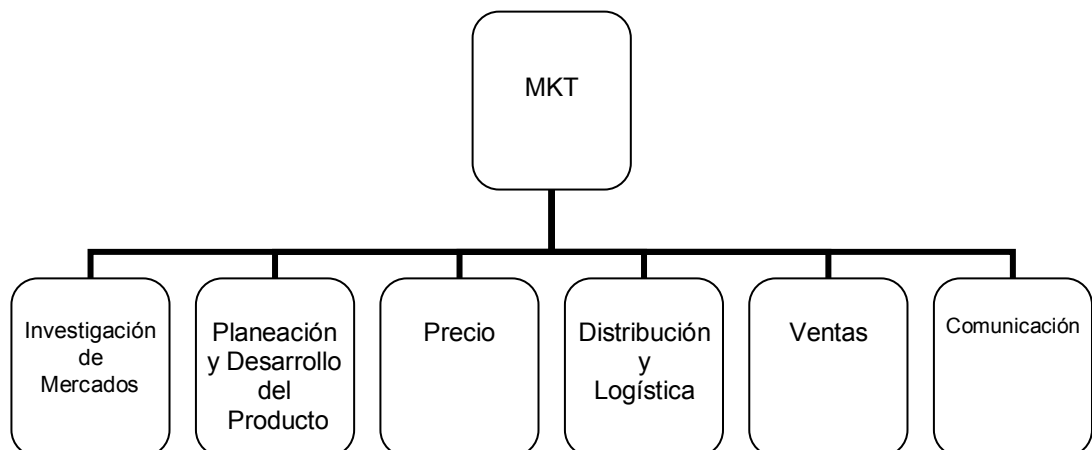 MKT
Investigación
de
Mercados
Planeación
y Desarrollo
del
Producto
Precio
Distribución
y
Logística
Ventas
Comunicación